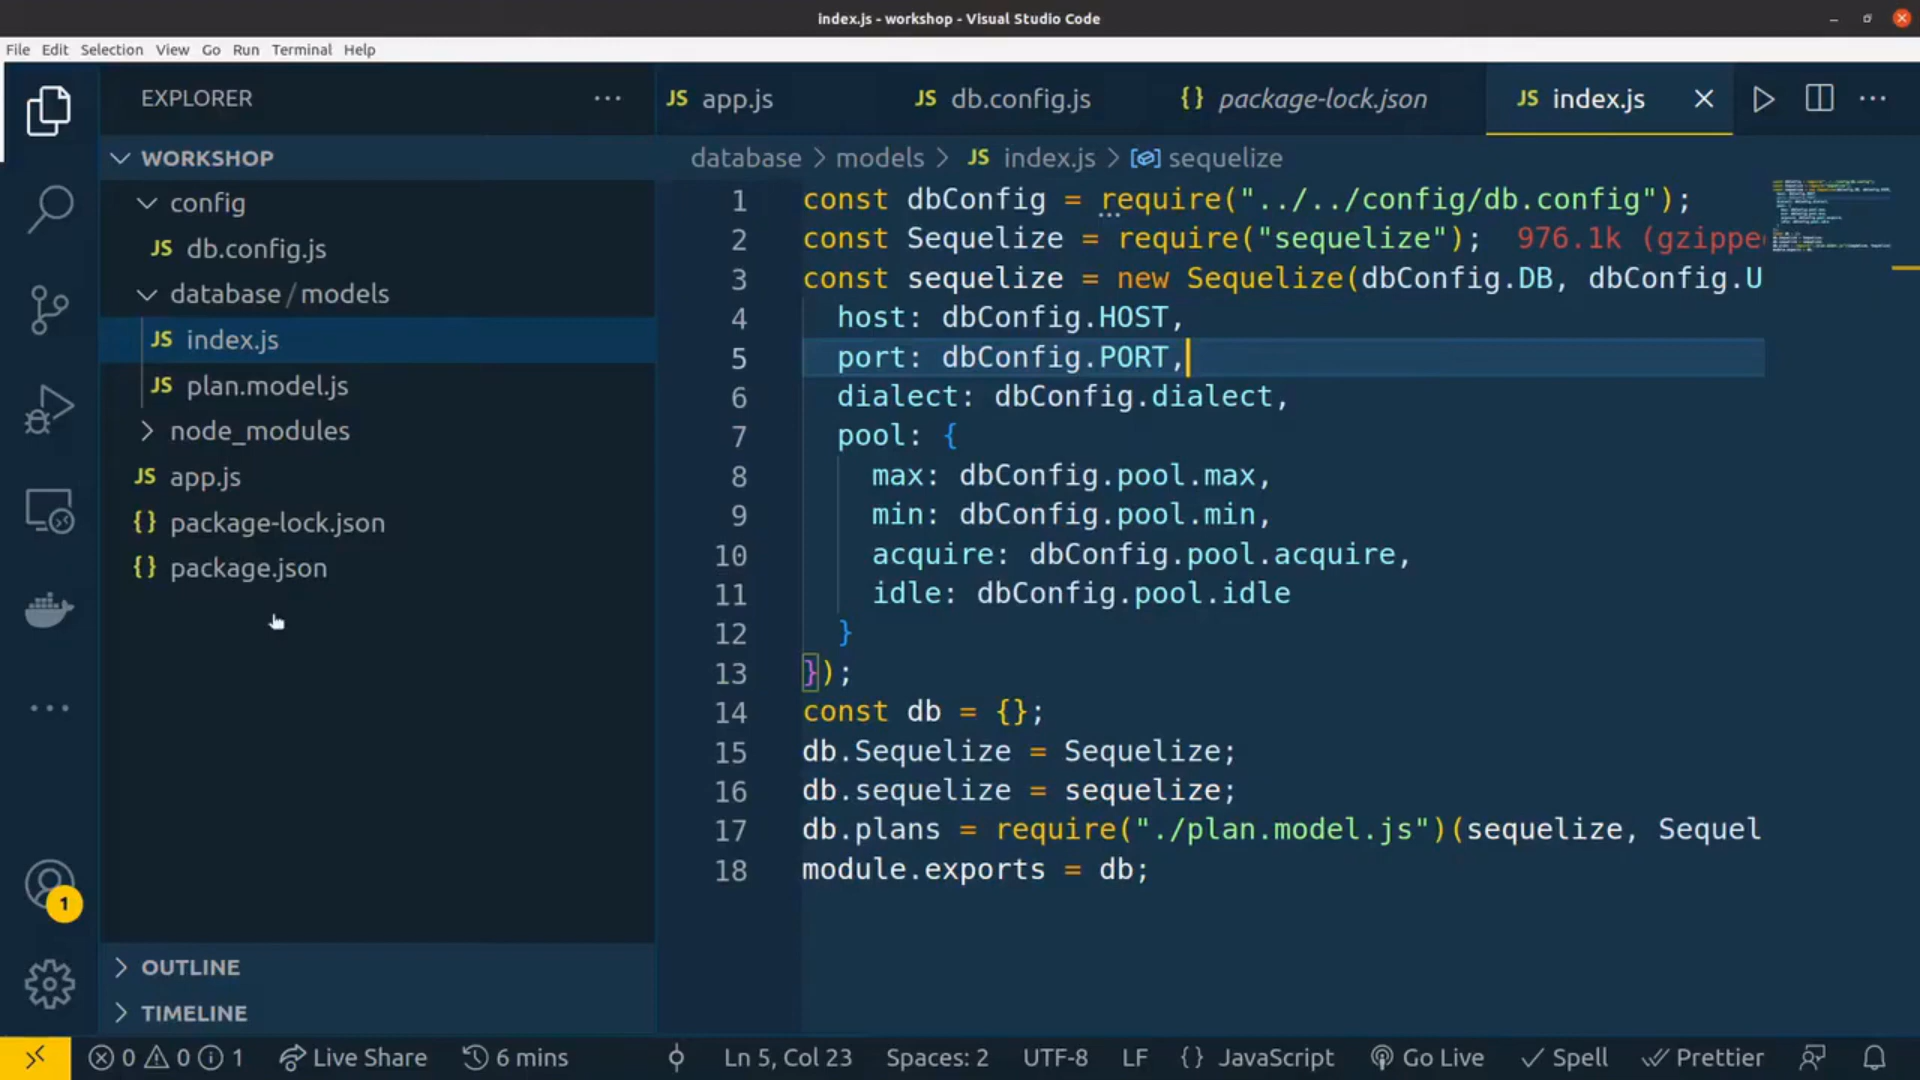 index.js - workshop - Visual Studio Code
File Edit Selection View Go Run Terminal Help
EXPLORER
WORKSHOP
config
JS db.config.js
database / models
JS index.js
JS plan.model.js
node_modules
JS app.js
{} package-lock.json
{} package.json
OUTLINE
TIMELINE
1
JS app.js JS db.config.js {} package-lock.json JS index.js
database > models > JS index.js > sequelize
1 const dbConfig = require("../../config/db.config");
2 const Sequelize = require("sequelize"); 976.1k (gzippe
3 const sequelize = new Sequelize(dbConfig.DB, dbConfig.U
4 host: dbConfig.HOST,
5 port: dbConfig.PORT,
6 dialect: dbConfig.dialect,
7 pool: {
8 max: dbConfig.pool.max,
9 min: dbConfig.pool.min,
10 acquire: dbConfig.pool.acquire,
11 idle: dbConfig.pool.idle
12 }
13 });
14 const db = {};
15 db.Sequelize = Sequelize;
16 db.sequelize = sequelize;
17 db.plans = require("./plan.model.js")(sequelize, Sequel
18 module.exports = db;
0 0 1 Live Share 6 mins Ln 5, Col 23 Spaces: 2 UTF-8 LF {} JavaScript Go Live Spell Prettier